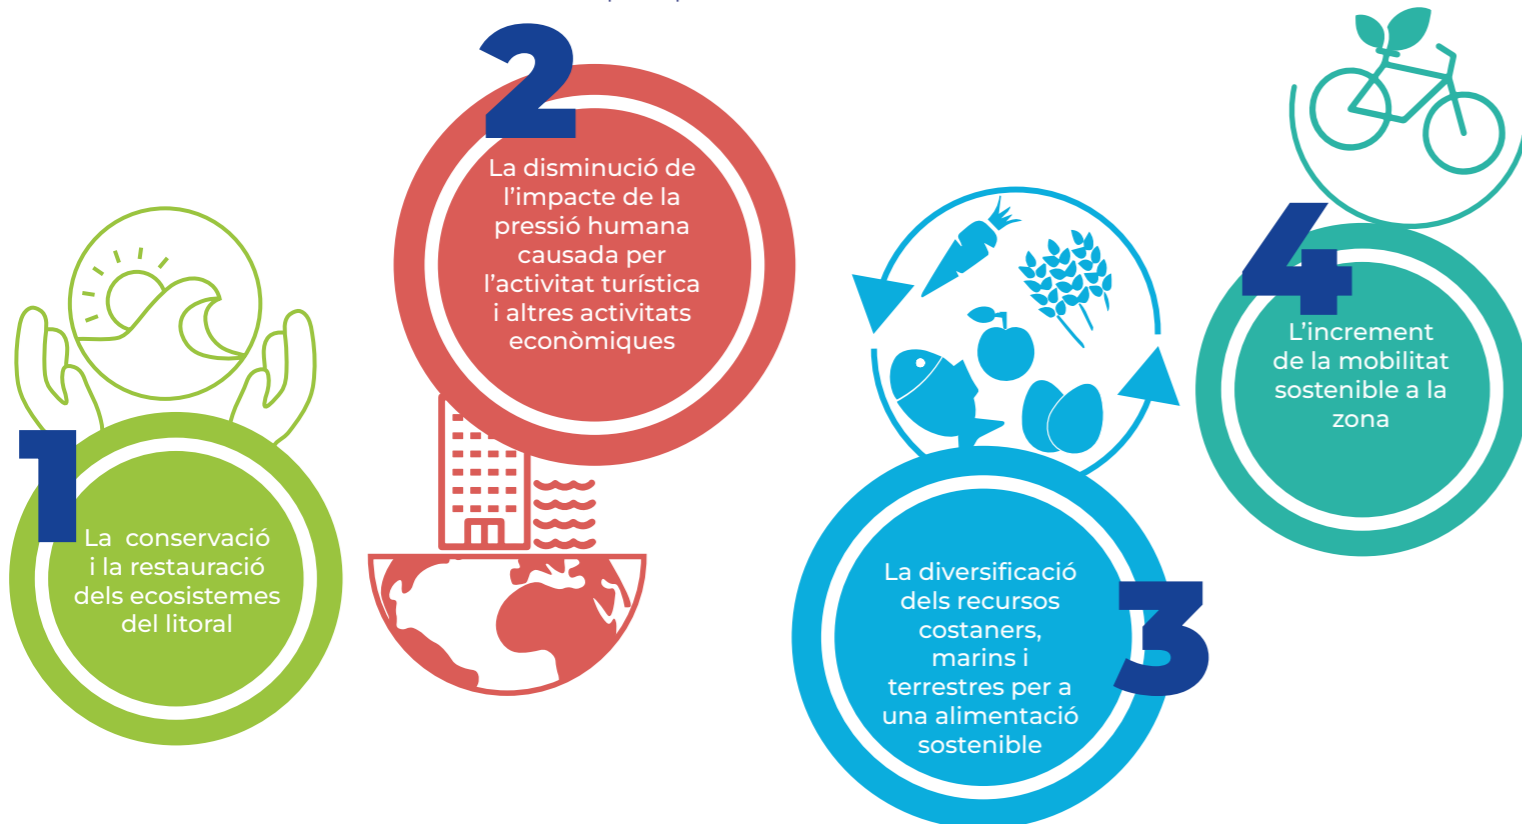 1
La conservació
i la restauració
dels ecosistemes
del litoral
2
La disminució de
l’impacte de la
pressió humana
causada per
l’activitat turística
i altres activitats
econòmiques
3
La diversificació
dels recursos
costaners,
marins i
terrestres per a
una alimentació
sostenible
4
L’increment
de la mobilitat
sostenible a la
zona